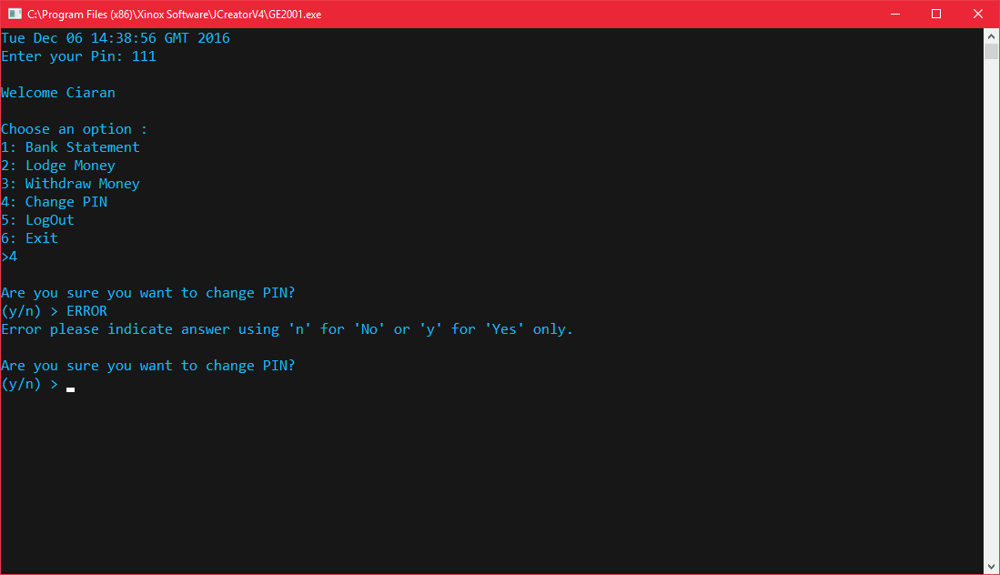 C:\Program Files (x86)\Xinox Software\JCreatorV4\GE2001.exe
Tue Dec 06 14:38:56 GMT 2016
Enter your Pin: 111
Welcome Ciaran
Choose an option :
1: Bank Statement
2: Lodge Money
3: Withdraw Money
4: Change PIN
5: LogOut
6: Exit
>4
Are you sure you want to change PIN?
(y/n) > ERROR
Error please indicate answer using 'n' for 'No' or 'y' for 'Yes' only.
Are you sure you want to change PIN?
(y/n) >